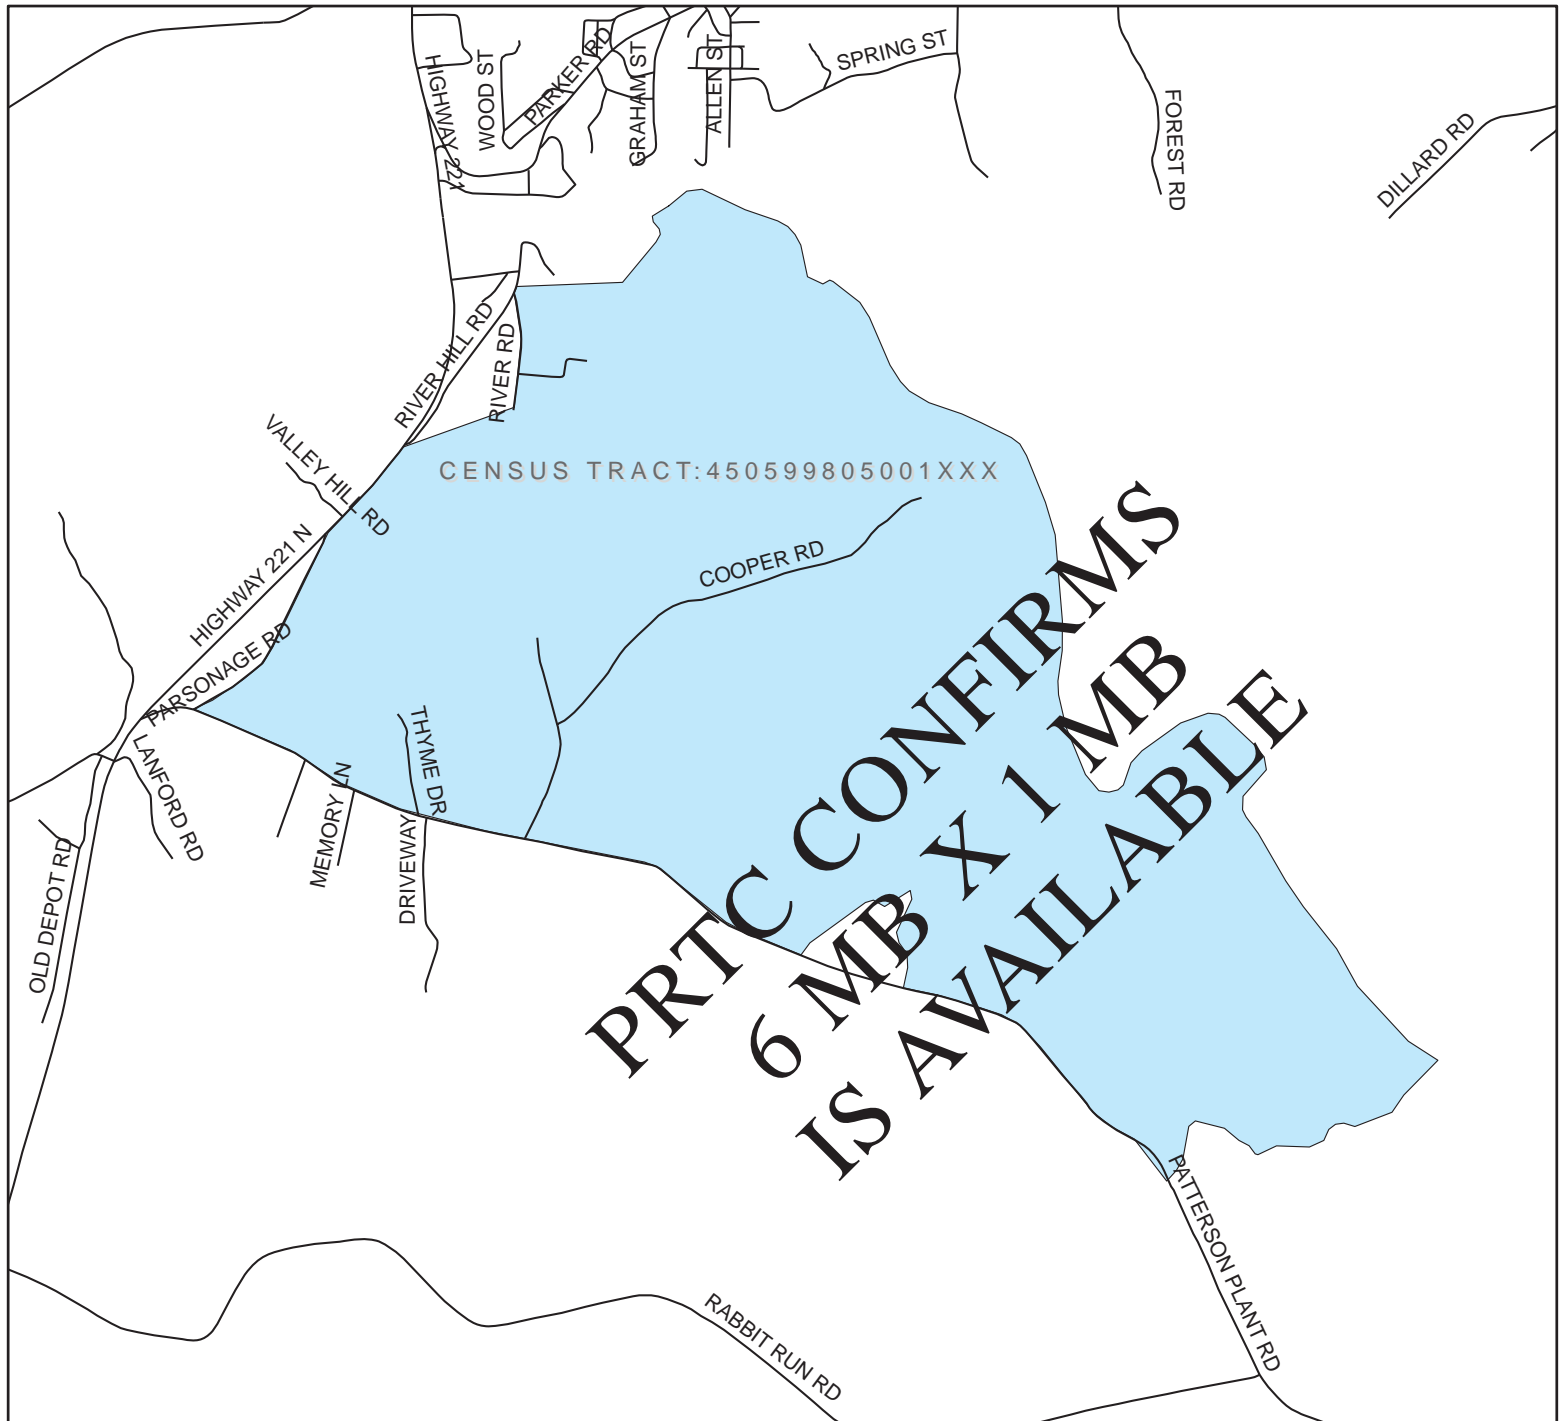 HIGHWAY 221
WOOD ST
PARKER RD
GRAHAM ST
ALLEN ST
SPRING ST
FOREST RD
DILLARD RD
RIVER HILL RD
RIVER RD
VALLEY HILL RD
CENSUS TRACT:450599805001XXX
HIGHWAY 221 N
COOPER RD
PARSONAGE RD
LANFORD RD
THYME DR
MEMORY LN
DRIVEWAY
OLD DEPOT RD
PRTC CONFIRMS
6 MB X 1 MB
IS AVAILABLE
PATTERSON PLANT RD
RABBIT RUN RD